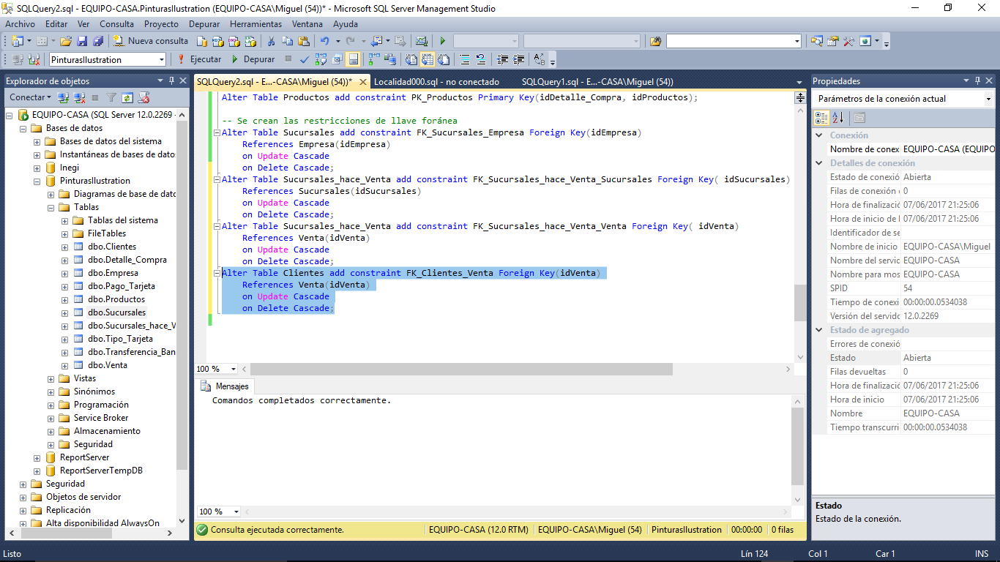 SQLQuery2.sql - EQUIPO-CASA.PinturasIlustration (EQUIPO-CASA\Miguel (54))* - Microsoft SQL Server Management Studio
Archivo Editar Ver Consulta Proyecto Depurar Herramientas Ventana Ayuda
Nueva consulta
PinturasIlustration Ejecutar Depurar
Explorador de objetos
Conectar
EQUIPO-CASA (SQL Server 12.0.2269 -
Bases de datos
Bases de datos del sistema
Instantáneas de bases de dato
Inegi
PinturasIlustration
Diagramas de base de datc
Tablas
Tablas del sistema
FileTables
dbo.Clientes
dbo.Detalle_Compra
dbo.Empresa
dbo.Pago_Tarjeta
dbo.Productos
dbo.Sucursales
dbo.Sucursales_hace_V
dbo.Tipo_Tarjeta
dbo.Transferencia_Ban
dbo.Venta
Vistas
Sinónimos
Programación
Service Broker
Almacenamiento
Seguridad
ReportServer
ReportServerTempDB
Seguridad
Objetos de servidor
Replicación
Alta disponibilidad AlwaysOn
SQLQuery2.sql - E...-CASA\Miguel (54))* Localidad000.sql - no conectado SQLQuery1.sql - E...-CASA\Miguel (54))
Alter Table Productos add constraint PK_Productos Primary Key(idDetalle_Compra, idProductos);
-- Se crean las restricciones de llave foránea
Alter Table Sucursales add constraint FK_Sucursales_Empresa Foreign Key(idEmpresa)
References Empresa(idEmpresa)
on Update Cascade
on Delete Cascade;
Alter Table Sucursales_hace_Venta add constraint FK_Sucursales_hace_Venta_Sucursales Foreign Key( idSucursales)
References Sucursales(idSucursales)
on Update Cascade
on Delete Cascade;
Alter Table Sucursales_hace_Venta add constraint FK_Sucursales_hace_Venta_Venta Foreign Key( idVenta)
References Venta(idVenta)
on Update Cascade
on Delete Cascade;
Alter Table Clientes add constraint FK_Clientes_Venta Foreign Key(idVenta)
References Venta(idVenta)
on Update Cascade
on Delete Cascade;
100 %
Mensajes
Comandos completados correctamente.
100 %
Consulta ejecutada correctamente. EQUIPO-CASA (12.0 RTM) EQUIPO-CASA\Miguel (54) PinturasIlustration 00:00:00 0 filas
Propiedades
Parámetros de la conexión actual
Conexión
Nombre de conex EQUIPO-CASA (EQUIPO
Detalles de conexión
Estado de conexió Abierta
Filas de conexión 0
Hora de finalizació 07/06/2017 21:25:06
Hora de inicio de 07/06/2017 21:25:06
Identificador de se
Nombre de inicio EQUIPO-CASA\Miguel
Nombre del servid EQUIPO-CASA
Nombre para mos EQUIPO-CASA
SPID 54
Tiempo de conexi 00:00:00.0534038
Versión del servidc 12.0.2269
Estado de agregado
Errores de conexió
Estado Abierta
Filas devueltas 0
Hora de finalizació 07/06/2017 21:25:06
Hora de inicio 07/06/2017 21:25:06
Nombre EQUIPO-CASA
Tiempo transcurri 00:00:00.0534038
Estado
Estado de la conexión.
Listo Lín 124 Col 1 Car 1 INS